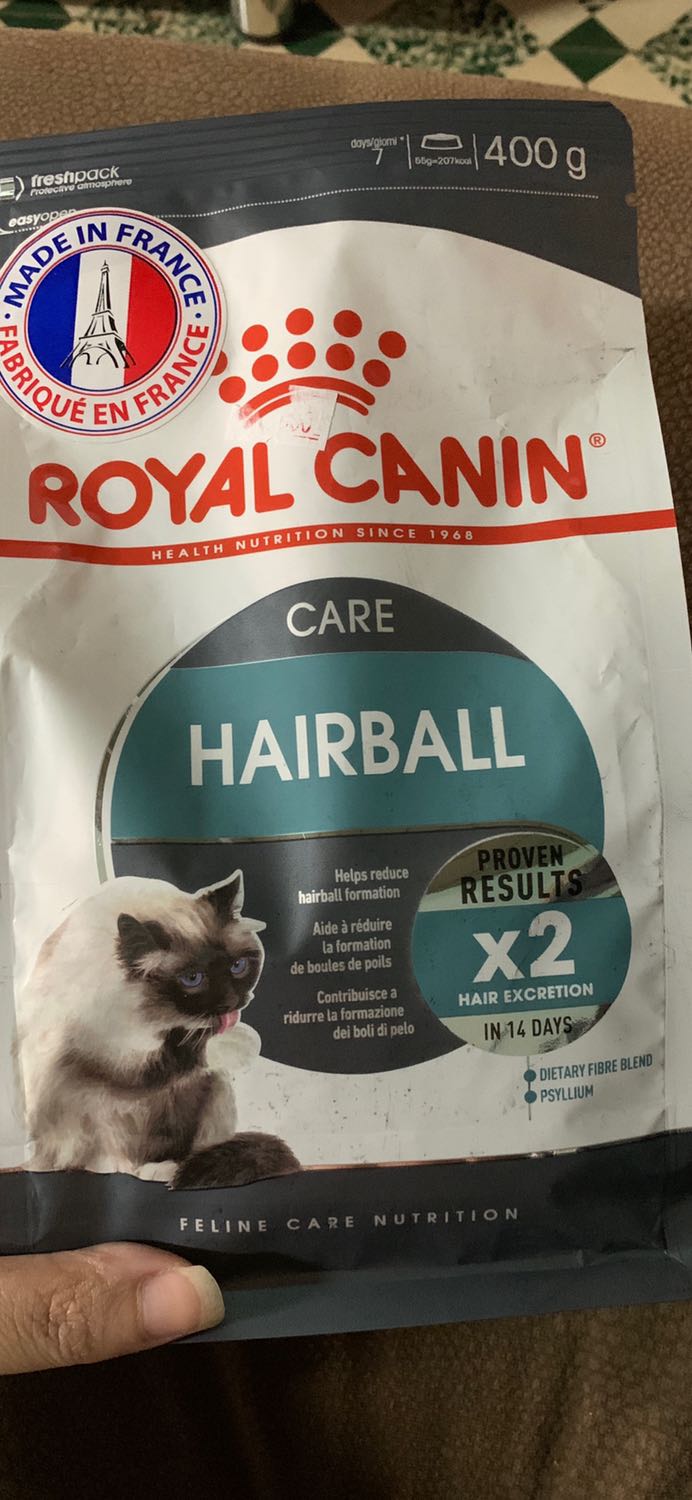 days/giorni *
7
55g=207kcal
400 g
freshpack
Protective atmosphere
easyopen
MADE IN FRANCE
FABRIQUÉ EN FRANCE
ROYAL CANIN®
HEALTH NUTRITION SINCE 1968
CARE
HAIRBALL
Helps reduce
hairball formation
Aide à réduire
la formation
de boules de poils
Contribuisce a
ridurre la formazione
dei boli di pelo
PROVEN
RESULTS
x2
HAIR EXCRETION
IN 14 DAYS
DIETARY FIBRE BLEND
PSYLLIUM
FELINE CARE NUTRITION